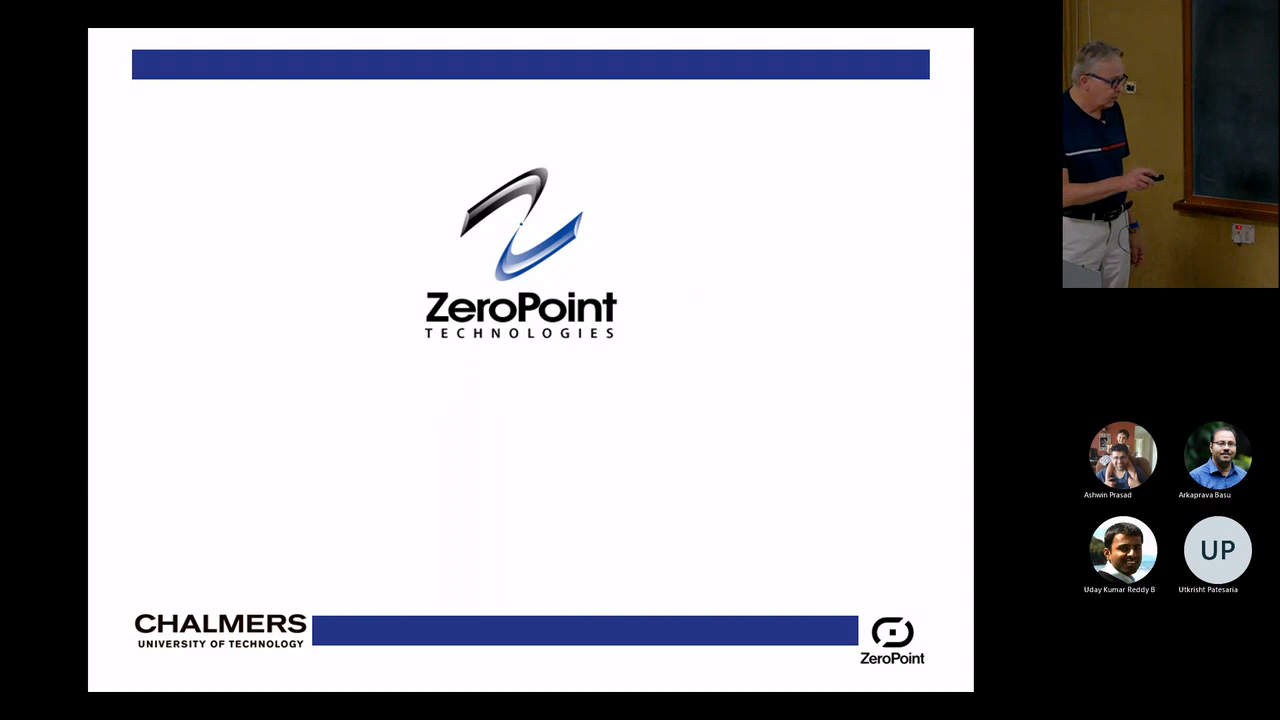 ZeroPoint
TECHNOLOGIES
CHALMERS
UNIVERSITY OF TECHNOLOGY
ZeroPoint
Ashwin Prasad
Arkaprava Basu
UP
Uday Kumar Reddy B
Utkrisht Patesaria